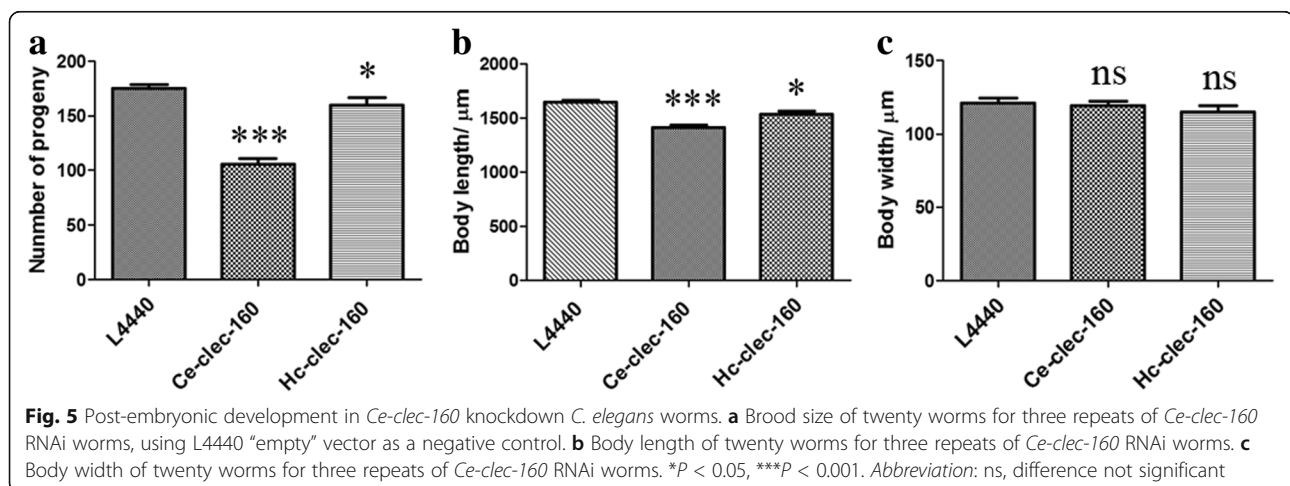 a
200
150
100
50
0
Nunmber of progeny
***
*
L4440
Ce-clec-160
Hc-clec-160
b
2000
1500
1000
500
0
Body length/ μm
***
*
L4440
Ce-clec-160
Hc-clec-160
c
150
100
50
0
Body width/ μm
ns
ns
L4440
Ce-clec-160
Hc-clec-160
Fig. 5 Post-embryonic development in Ce-clec-160 knockdown C. elegans worms. a Brood size of twenty worms for three repeats of Ce-clec-160
RNAi worms, using L4440 “empty” vector as a negative control. b Body length of twenty worms for three repeats of Ce-clec-160 RNAi worms. c
Body width of twenty worms for three repeats of Ce-clec-160 RNAi worms. *P < 0.05, ***P < 0.001. Abbreviation: ns, difference not significant